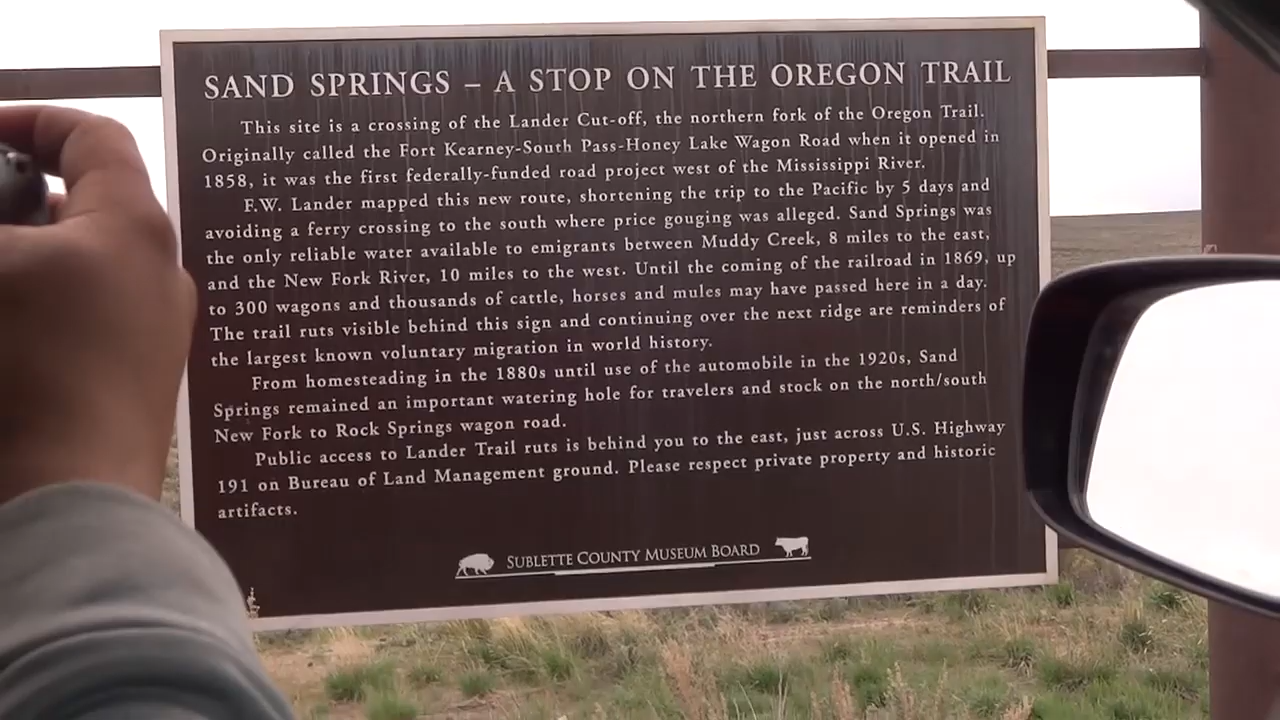 SAND SPRINGS – A STOP ON THE OREGON TRAIL
This site is a crossing of the Lander Cut-off, the northern fork of the Oregon Trail.
Originally called the Fort Kearney-South Pass-Honey Lake Wagon Road when it opened in
1858, it was the first federally-funded road project west of the Mississippi River.
F.W. Lander mapped this new route, shortening the trip to the Pacific by 5 days and
avoiding a ferry crossing to the south where price gouging was alleged. Sand Springs was
the only reliable water available to emigrants between Muddy Creek, 8 miles to the east,
and the New Fork River, 10 miles to the west. Until the coming of the railroad in 1869, up
to 300 wagons and thousands of cattle, horses and mules may have passed here in a day.
The trail ruts visible behind this sign and continuing over the next ridge are reminders of
the largest known voluntary migration in world history.
From homesteading in the 1880s until use of the automobile in the 1920s, Sand
Springs remained an important watering hole for travelers and stock on the north/south
New Fork to Rock Springs wagon road.
Public access to Lander Trail ruts is behind you to the east, just across U.S. Highway
191 on Bureau of Land Management ground. Please respect private property and historic
artifacts.
SUBLETTE COUNTY MUSEUM BOARD